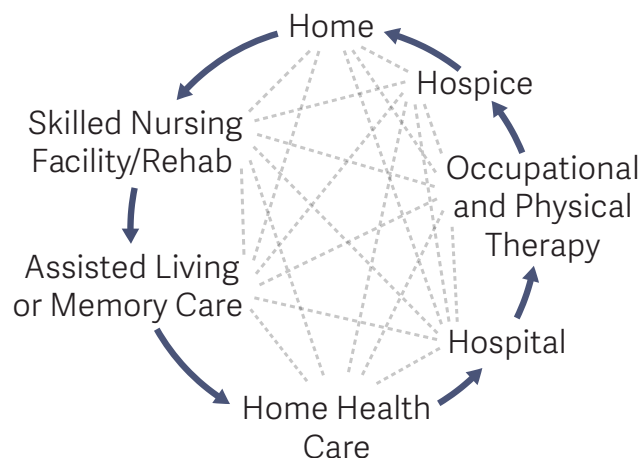 Home
Hospice
Skilled Nursing
Facility/Rehab
Occupational
and Physical
Therapy
Assisted Living
or Memory Care
Hospital
Home Health
Care